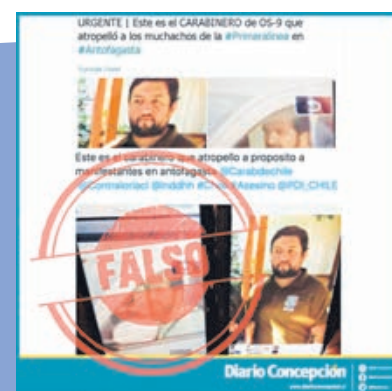 URGENTE | Este es el CARABINERO de OS-9 que
atropelló a los muchachos de la #Primeralinea en
#Antofagasta
Este es el carabinero que atropello a proposito a
manifestantes en antofagasta @Carabdechile
@Contraloriacl @inddhh #Chile #Asesino @PDI_CHILE
FALSO
Diario Concepción